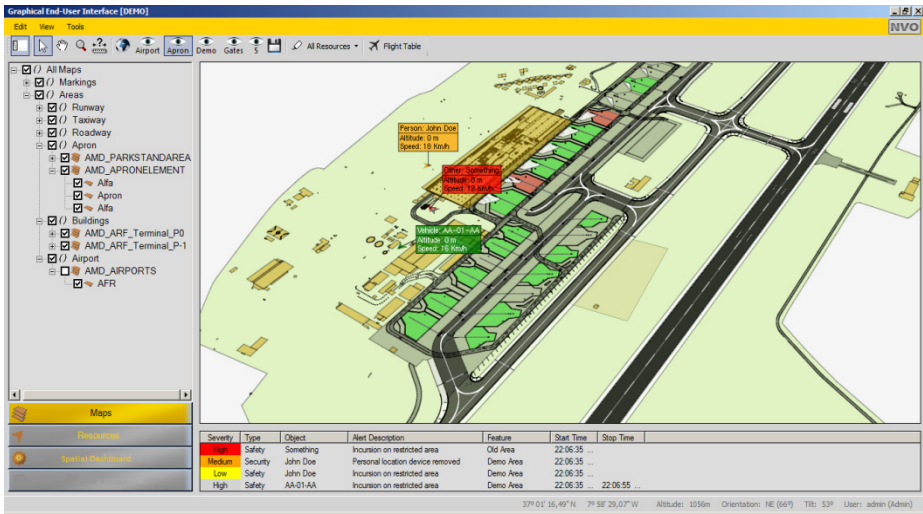 Graphical End-User Interface [DEMO]
Edit View Tools
NVO
Airport Apron Demo Gates S All Resources Flight Table
All Maps
Markings
Areas
Runway
Taxiway
Roadway
Apron
AMD_PARKSTANDAREA
AMD_APRONELEMENT
Alfa
Apron
Alfa
Buildings
AMD_ARF_Terminal_P0
AMD_ARF_Terminal_P-1
Airport
AMD_AIRPORTS
AFR
Person: John Doe
Altitude: 0 m
Speed: 18 Km/h
Other: Something
Altitude: 0 m
Speed: 18 Km/h
Vehicle: AA-01-AA
Altitude: 0 m
Speed: 16 Km/h
Maps
Resources
Spatial Dashboard
Severity Type Object Alert Description Feature Start Time Stop Time
High Safety Something Incursion on restricted area Old Area 22:06:35 ...
Medium Security John Doe Personal location device removed Demo Area 22:06:35 ...
Low Safety John Doe Incursion on restricted area Demo Area 22:06:35 ...
High Safety AA-01-AA Incursion on restricted area Demo Area 22:06:35 ... 22:06:55 ...
37º 01' 16,49" N 7º 58' 29,07" W Altitude: 1056m Orientation: NE (66º) Tilt: 53º User: admin (Admin)